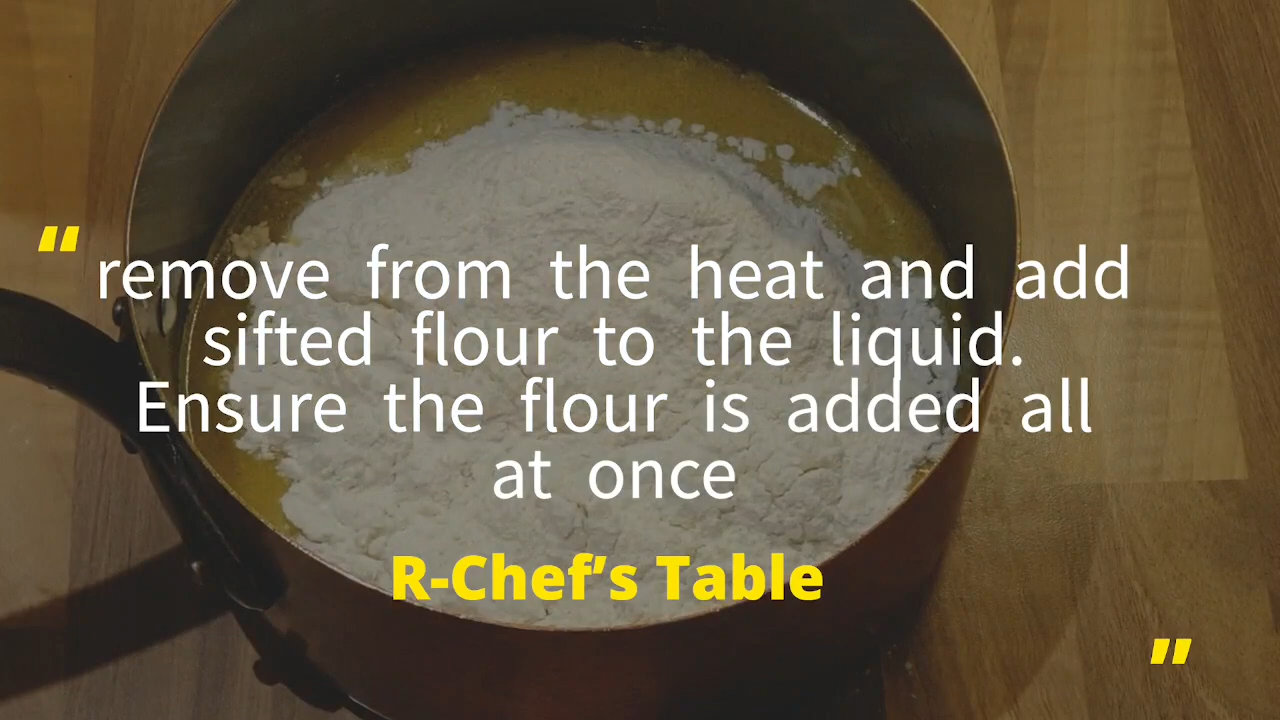 “
remove from the heat and add
sifted flour to the liquid.
Ensure the flour is added all
at once
R-Chef’s Table
”